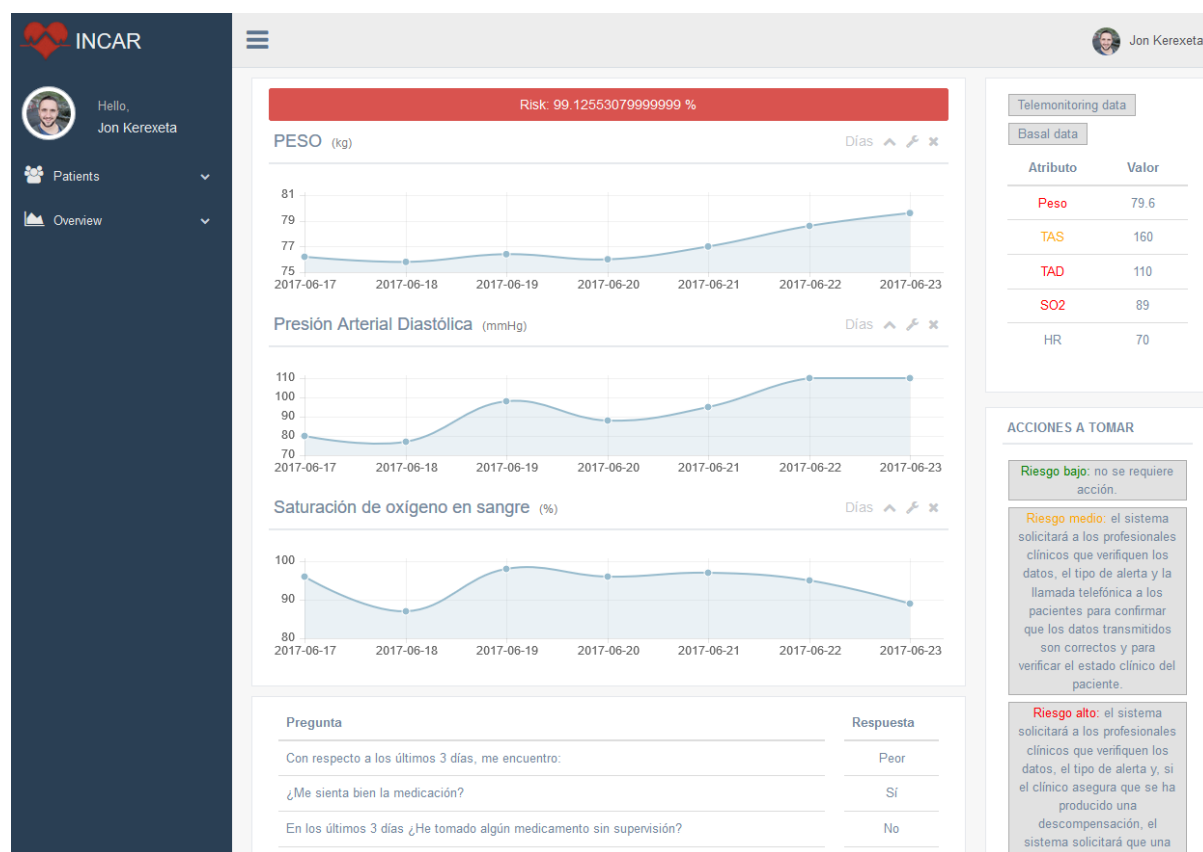 INCAR
Jon Kerexeta
Hello,
Jon Kerexeta
Patients
Overview
Risk: 99.12553079999999 %
PESO (kg)
Días
81
79
77
75
2017-06-17 2017-06-18 2017-06-19 2017-06-20 2017-06-21 2017-06-22 2017-06-23
Presión Arterial Diastólica (mmHg)
Días
110
100
90
80
70
2017-06-17 2017-06-18 2017-06-19 2017-06-20 2017-06-21 2017-06-22 2017-06-23
Saturación de oxígeno en sangre (%)
Días
100
90
80
2017-06-17 2017-06-18 2017-06-19 2017-06-20 2017-06-21 2017-06-22 2017-06-23
Pregunta Respuesta
Con respecto a los últimos 3 días, me encuentro: Peor
¿Me sienta bien la medicación? Sí
En los últimos 3 días ¿He tomado algún medicamento sin supervisión? No
Telemonitoring data
Basal data
Atributo Valor
Peso 79.6
TAS 160
TAD 110
SO2 89
HR 70
ACCIONES A TOMAR
Riesgo bajo: no se requiere
acción.
Riesgo medio: el sistema
solicitará a los profesionales
clínicos que verifiquen los
datos, el tipo de alerta y la
llamada telefónica a los
pacientes para confirmar
que los datos transmitidos
son correctos y para
verificar el estado clínico del
paciente.
Riesgo alto: el sistema
solicitará a los profesionales
clínicos que verifiquen los
datos, el tipo de alerta y, si
el clínico asegura que se ha
producido una
descompensación, el
sistema solicitará que una